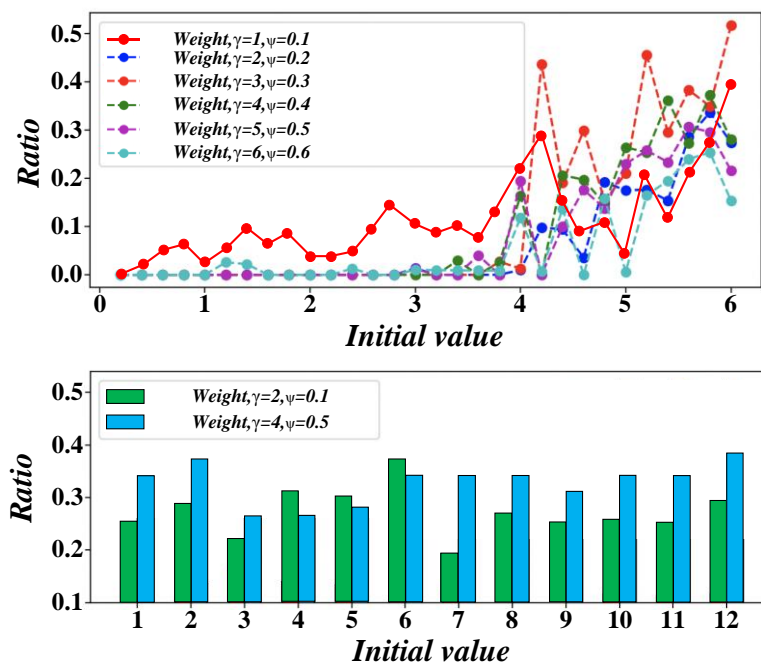 0.5
0.4
0.3
0.2
0.1
0.0
Ratio
Weight,γ=1,ψ=0.1
Weight,γ=2,ψ=0.2
Weight,γ=3,ψ=0.3
Weight,γ=4,ψ=0.4
Weight,γ=5,ψ=0.5
Weight,γ=6,ψ=0.6
0 1 2 3 4 5 6
Initial value
0.5
0.4
0.3
0.2
0.1
Ratio
Weight,γ=2,ψ=0.1
Weight,γ=4,ψ=0.5
1 2 3 4 5 6 7 8 9 10 11 12
Initial value